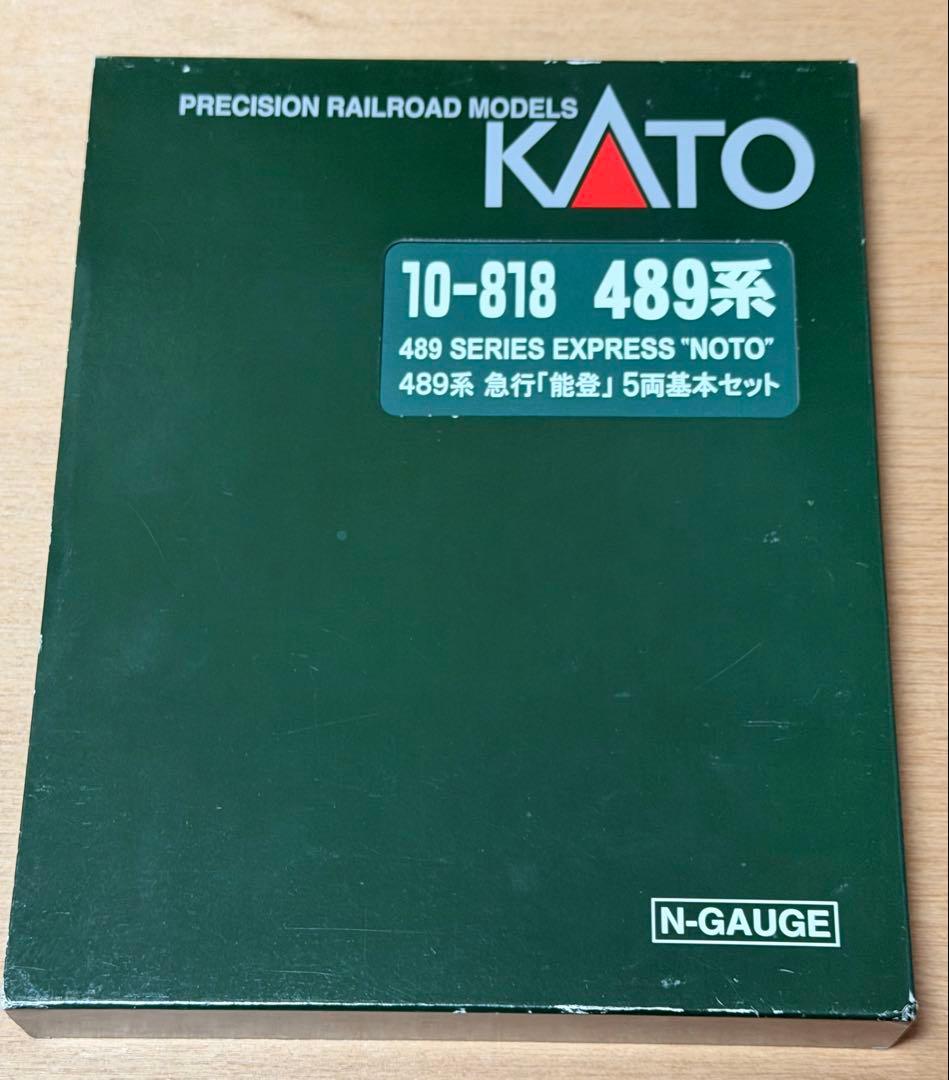 PRECISION RAILROAD MODELS
KATO
10-818 489系
489 SERIES EXPRESS "NOTO"
489系 急行「能登」 5両基本セット
N-GAUGE